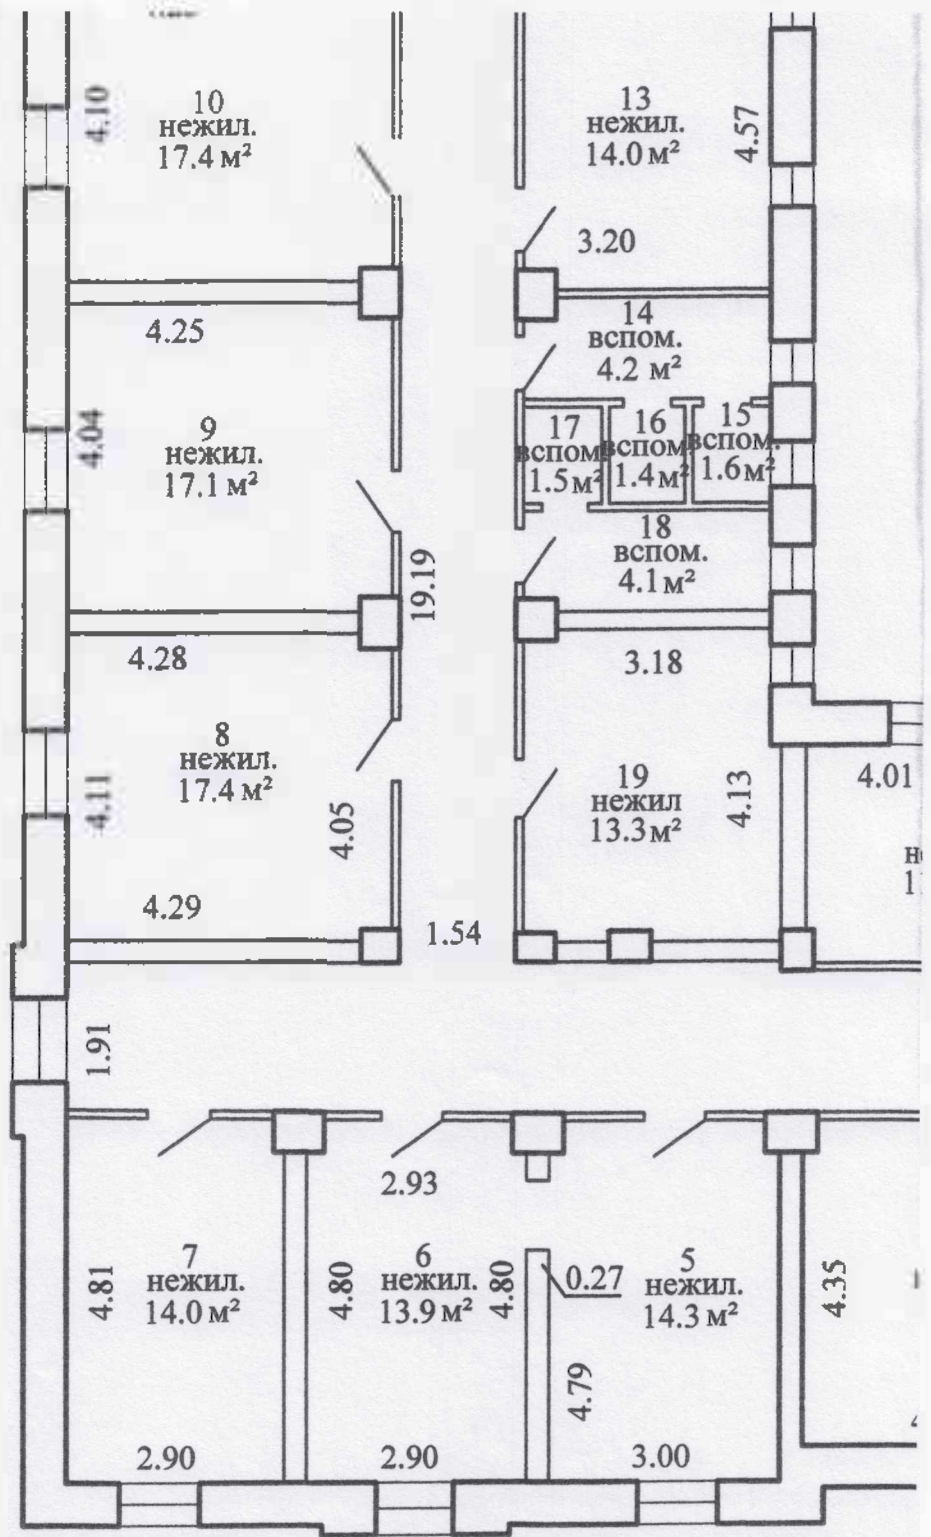 10
нежил.
17.4 м²
4.10
13
нежил.
14.0 м²
4.57
3.20
4.25
14
вспом.
4.2 м²
4.04
9
нежил.
17.1 м²
17
вспом.
1.5 м²
16
вспом.
1.4 м²
15
вспом.
1.6 м²
18
вспом.
4.1 м²
19.19
4.28
3.18
8
нежил.
17.4 м²
4.11
4.05
19
нежил
13.3 м²
4.13
4.01
4.29
1.54
1.91
2.93
7
нежил.
14.0 м²
4.81
4.80
6
нежил.
13.9 м²
4.80
0.27
5
нежил.
14.3 м²
4.35
4.79
2.90
2.90
3.00